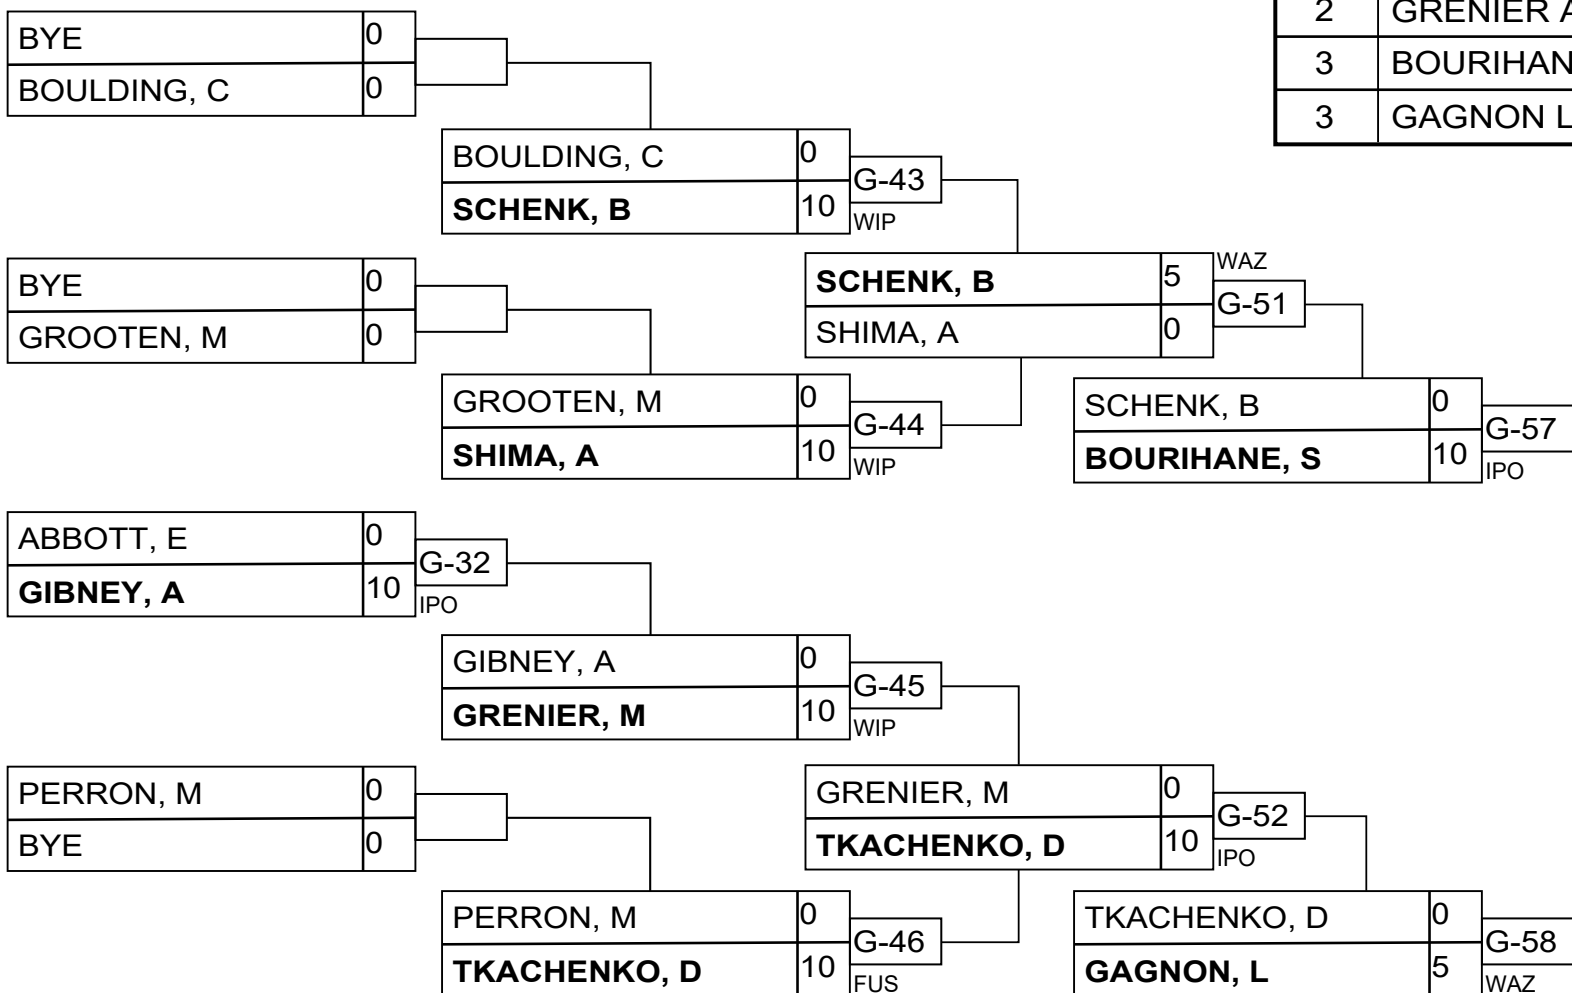 2 GRENIER A
3 BOURIHAN
3 GAGNON L
BYE 0
BOULDING, C 0
BOULDING, C 0
SCHENK, B 10
G-43
WIP
BYE 0
GROOTEN, M 0
GROOTEN, M 0
SHIMA, A 10
G-44
WIP
SCHENK, B 5
SHIMA, A 0
WAZ
G-51
SCHENK, B 0
BOURIHANE, S 10
G-57
IPO
ABBOTT, E 0
GIBNEY, A 10
G-32
IPO
GIBNEY, A 0
GRENIER, M 10
G-45
WIP
PERRON, M 0
BYE 0
PERRON, M 0
TKACHENKO, D 10
G-46
FUS
GRENIER, M 0
TKACHENKO, D 10
G-52
IPO
TKACHENKO, D 0
GAGNON, L 5
G-58
WAZ